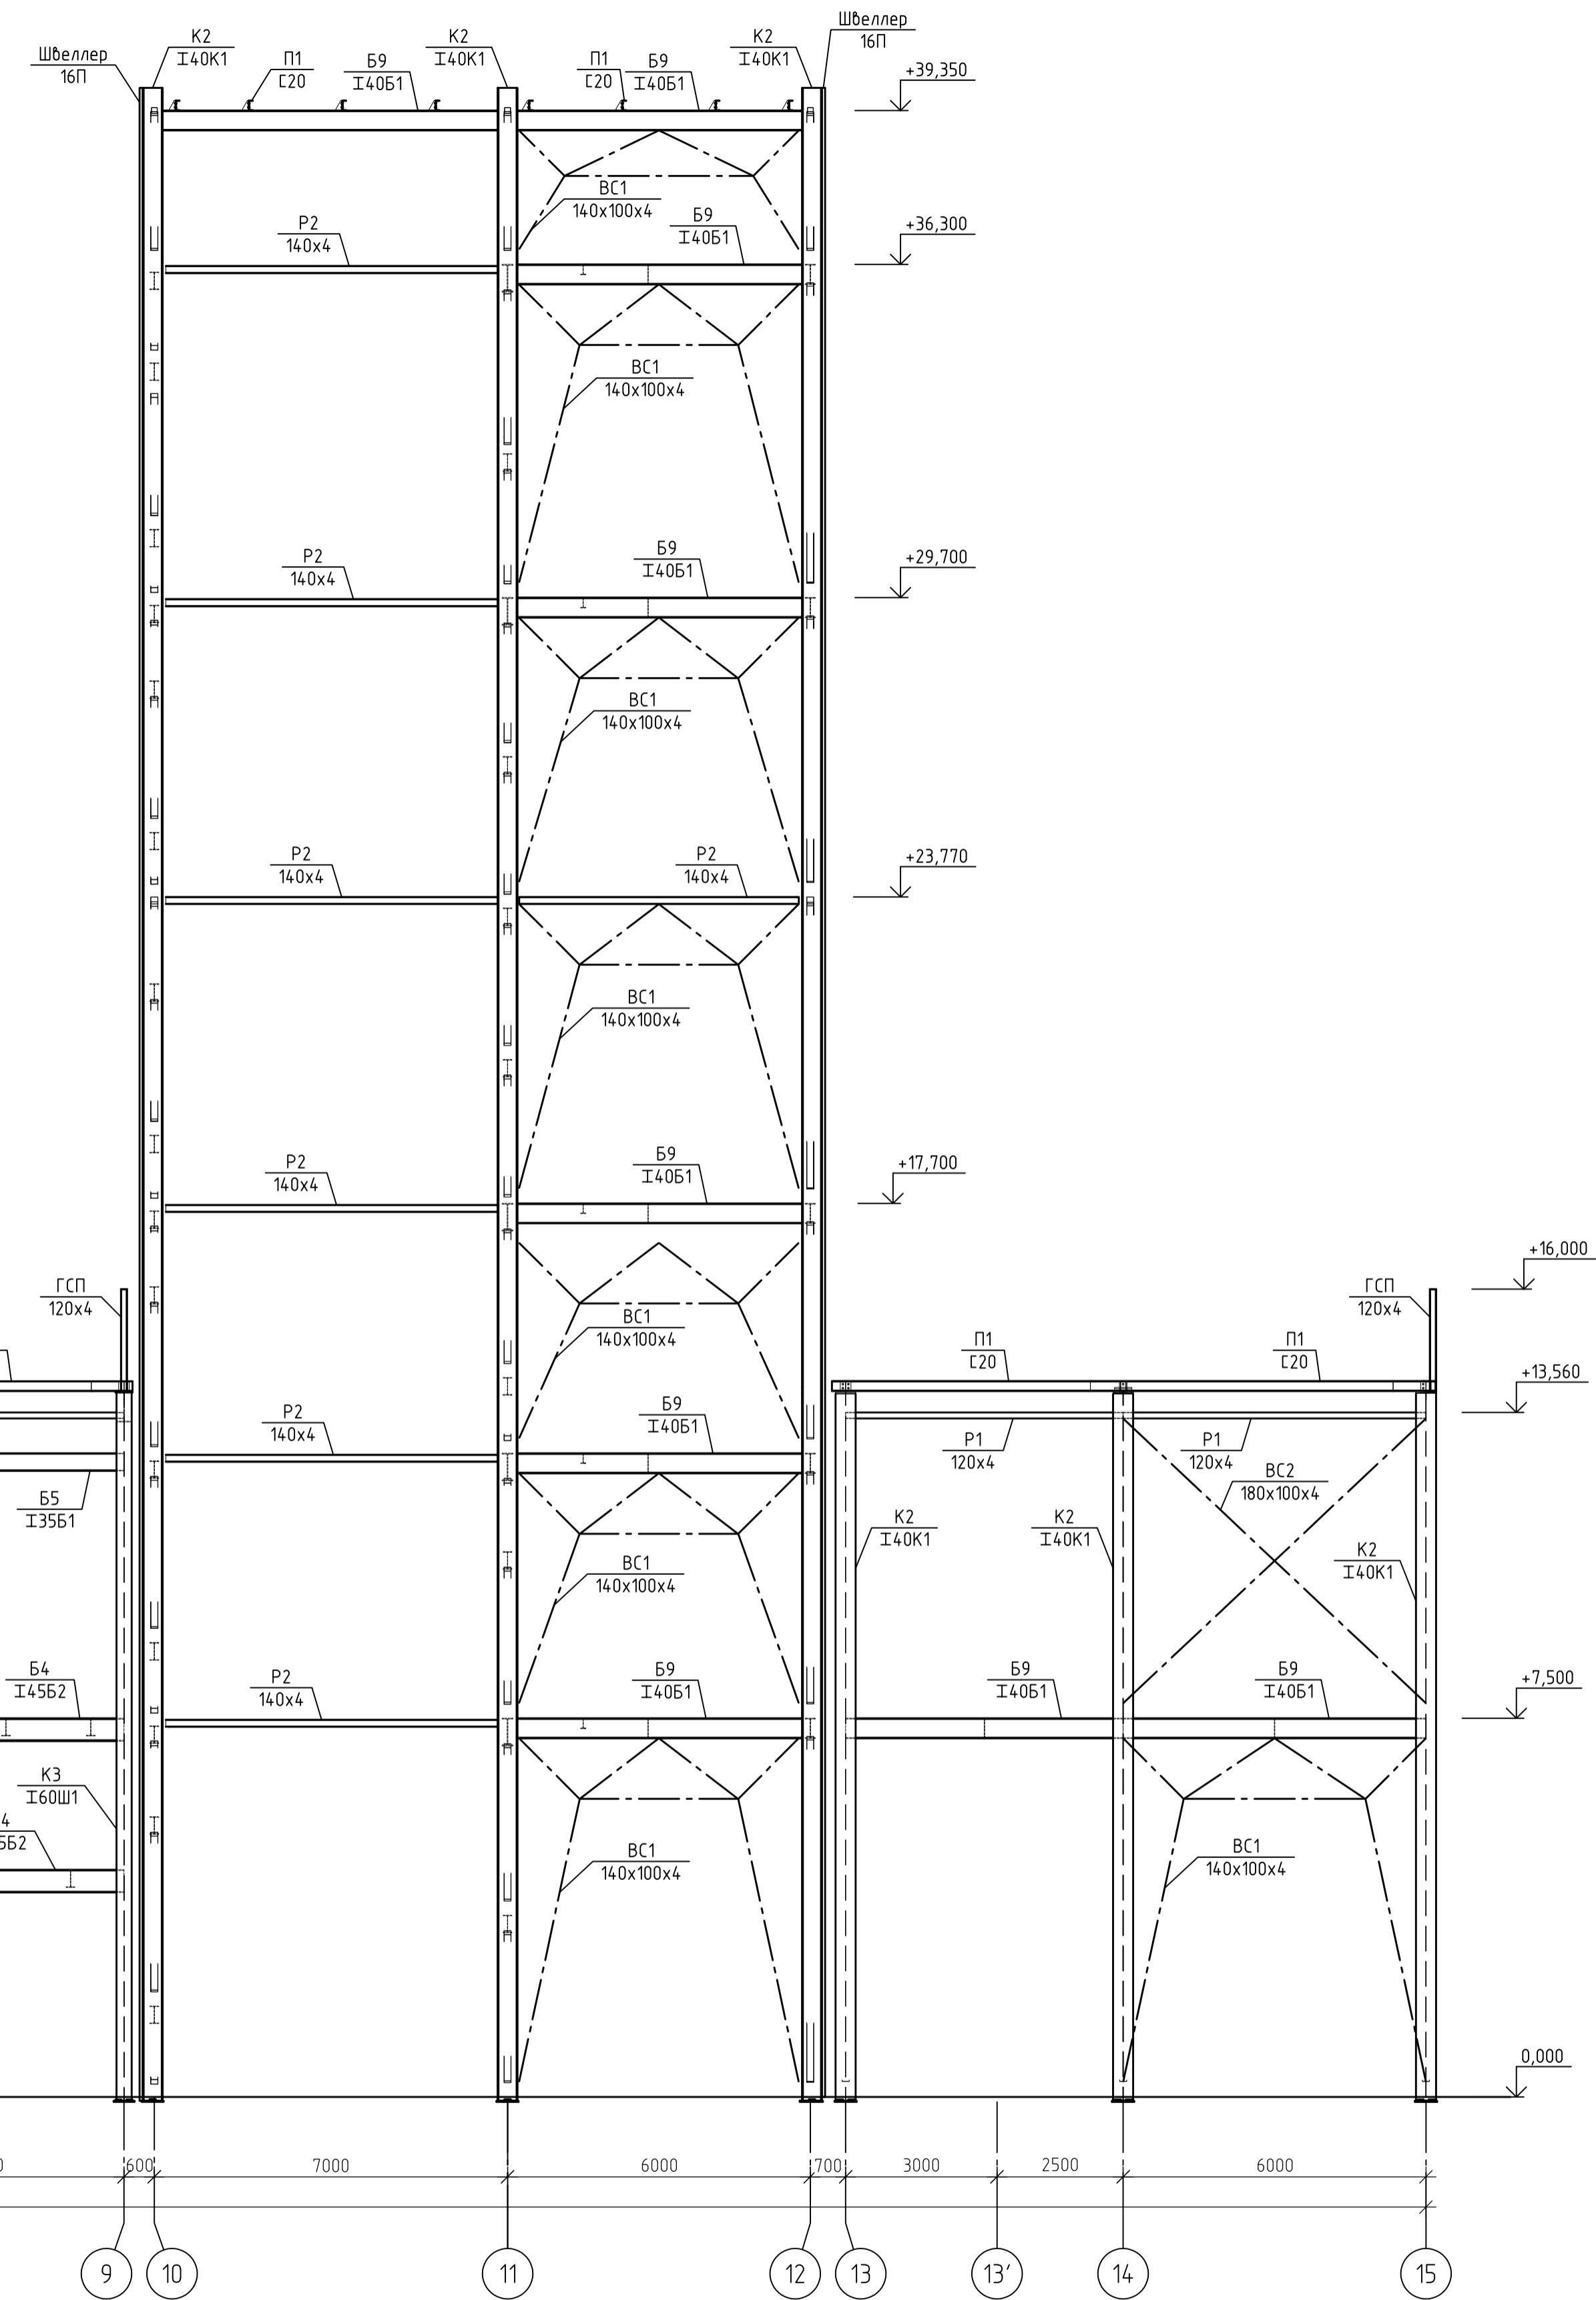 Швеллер
16П
К2
I40К1
П1
[20
Б9
I40Б1
К2
I40К1
П1
[20
Б9
I40Б1
К2
I40К1
Швеллер
16П
+39,350
ВС1
140х100х4
Р2
140х4
Б9
I40Б1
+36,300
ВС1
140х100х4
Р2
140х4
Б9
I40Б1
+29,700
ВС1
140х100х4
Р2
140х4
Р2
140х4
+23,770
ВС1
140х100х4
Р2
140х4
Б9
I40Б1
+17,700
+16,000
ГСП
120х4
ВС1
140х100х4
ГСП
120х4
П1
[20
П1
[20
+13,560
Р2
140х4
Б9
I40Б1
Р1
120х4
Р1
120х4
ВС2
180х100х4
Б5
I35Б1
К2
I40К1
К2
I40К1
К2
I40К1
ВС1
140х100х4
Б4
I45Б2
Р2
140х4
Б9
I40Б1
Б9
I40Б1
Б9
I40Б1
+7,500
К3
I60Ш1
4
5Б2
ВС1
140х100х4
ВС1
140х100х4
0,000
0 600 7000 6000 700 3000 2500 6000
9 10 11 12 13 13' 14 15